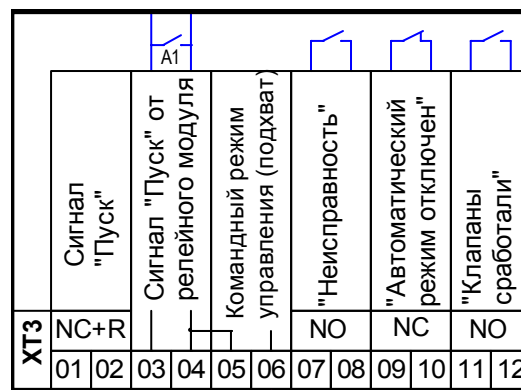 A1
Сигнал
"Пуск"
Сигнал "Пуск" от
релейного модуля
Командный режим
управления (подхват)
"Неисправность"
"Автоматический
режим отключен"
"Клапаны
сработали"
ХТ3
NC+R
NO
NC
NO
01 02 03 04 05 06 07 08 09 10 11 12